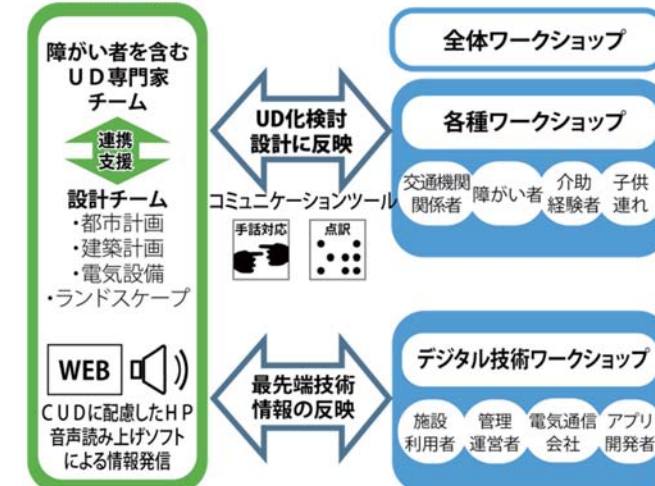 障がい者を含む
UD専門家
チーム
連携
支援
設計チーム
・都市計画
・建築計画
・電気設備
・ランドスケープ
WEB
CUDに配慮したHP
音声読み上げソフト
による情報発信
UD化検討
設計に反映
コミュニケーションツール
手話対応
点訳
最先端技術
情報の反映
全体ワークショップ
各種ワークショップ
交通機関
関係者
障がい者
介助
経験者
子供
連れ
デジタル技術ワークショップ
施設
利用者
管理
運営者
電気通信
会社
アプリ
開発者